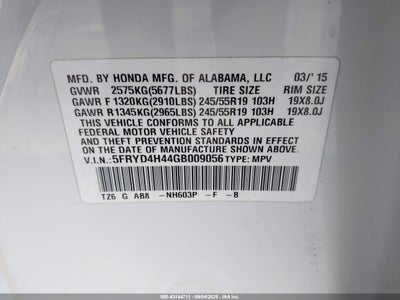 MFD. BY HONDA MFG. OF ALABAMA, LLC 03/' 15
GVWR 2575KG(5677LBS) TIRE SIZE RIM SIZE
GAWR F 1320KG(2910LBS) 245/55R19 103H 19X8.0J
GAWR R 1345KG(2965LBS) 245/55R19 103H 19X8.0J
THIS VEHICLE CONFORMS TO ALL APPLICABLE
FEDERAL MOTOR VEHICLE SAFETY, BUMPER,
AND THEFT PREVENTION STANDARDS IN
EFFECT ON THE DATE OF MANUFACTURE SHOWN ABOVE.
V.I.N.: 5FRYD4H44GB009056 TYPE: MPV
TZ6 G AB8 -NH603P -F -B